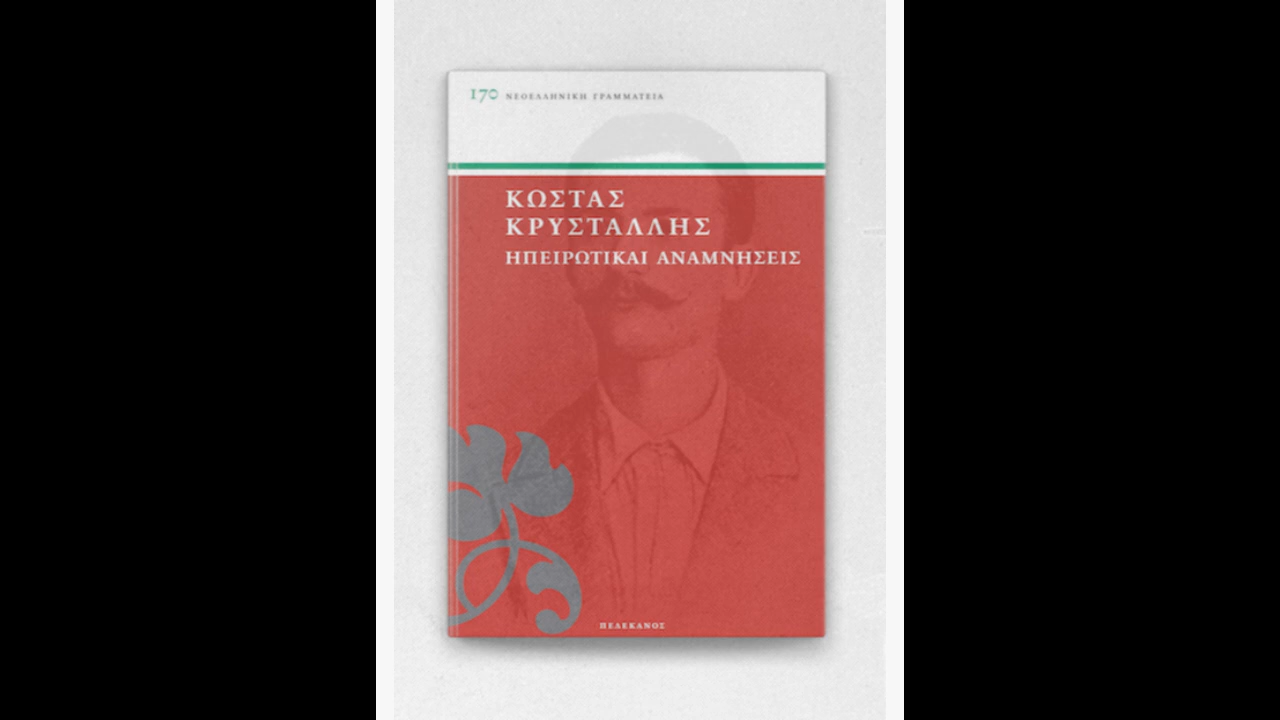 170 ΝΕΟΕΛΛΗΝΙΚΗ ΓΡΑΜΜΑΤΕΙΑ
ΚΩΣΤΑΣ
ΚΡΥΣΤΑΛΛΗΣ
ΗΠΕΙΡΩΤΙΚΑΙ ΑΝΑΜΝΗΣΕΙΣ
ΠΕΛΕΚΑΝΟΣ